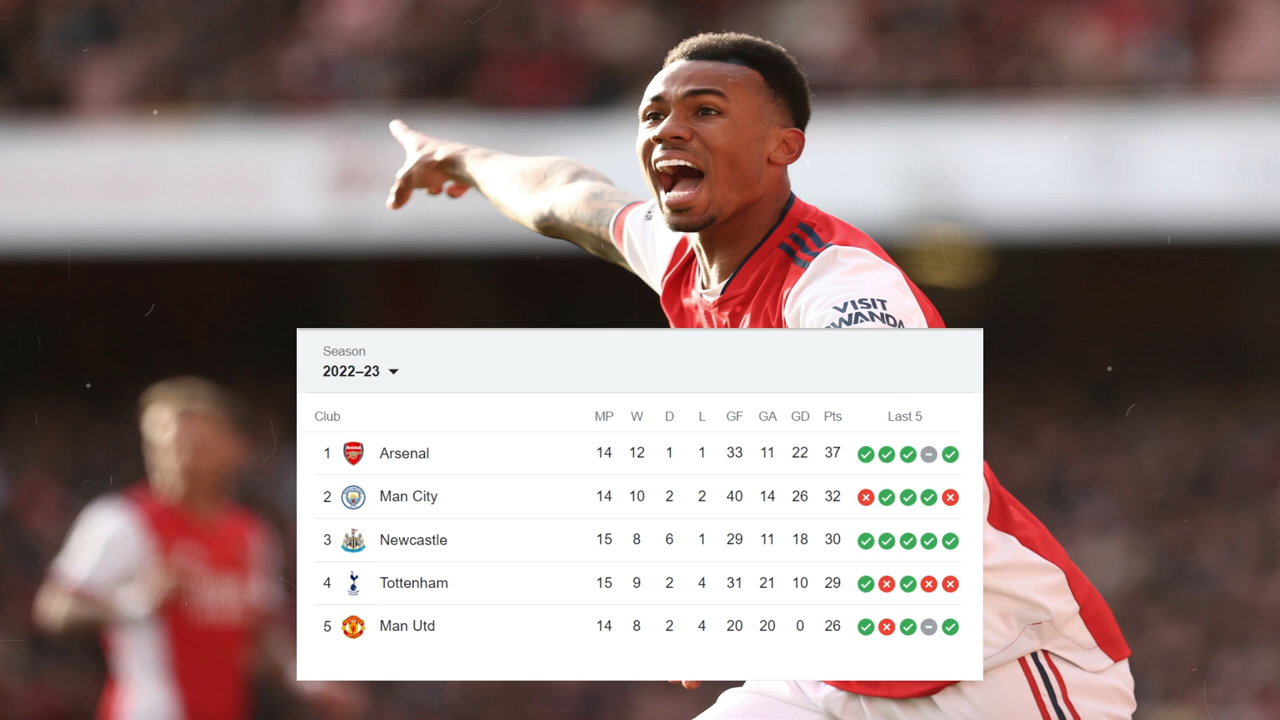 VISIT
RWANDA
Season
2022–23
Club MP W D L GF GA GD Pts Last 5
1 Arsenal 14 12 1 1 33 11 22 37
2 Man City 14 10 2 2 40 14 26 32
3 Newcastle 15 8 6 1 29 11 18 30
4 Tottenham 15 9 2 4 31 21 10 29
5 Man Utd 14 8 2 4 20 20 0 26